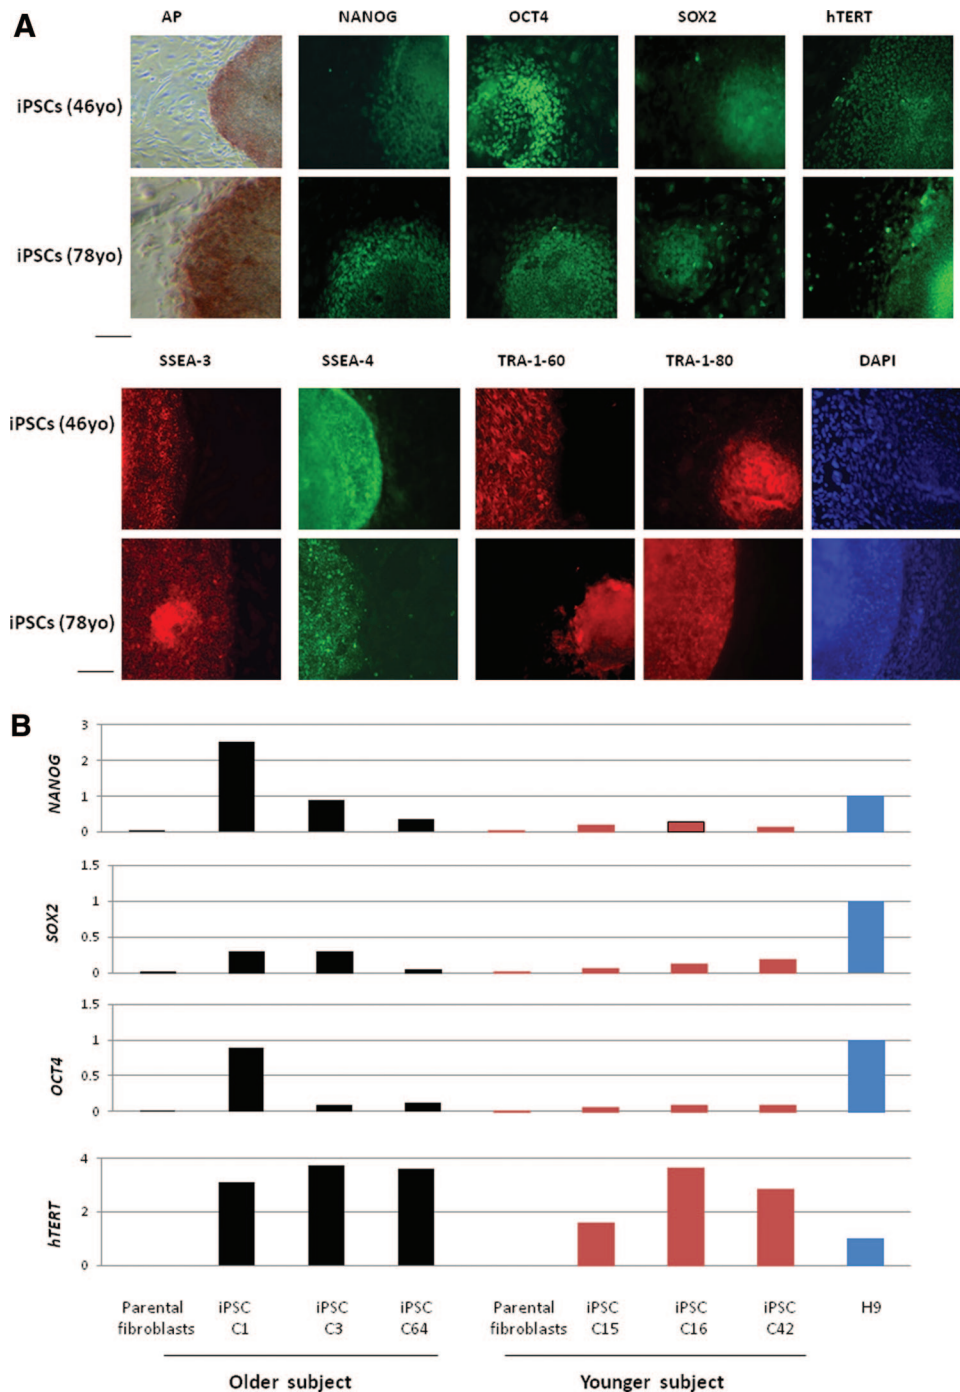 A
AP NANOG OCT4 SOX2 hTERT
iPSCs (46yo)
iPSCs (78yo)
SSEA-3 SSEA-4 TRA-1-60 TRA-1-80 DAPI
iPSCs (46yo)
iPSCs (78yo)
B
NANOG
3
2
1
0
SOX2
1.5
1
0.5
0
OCT4
1.5
1
0.5
0
hTERT
4
2
0
Parental fibroblasts
iPSC C1
iPSC C3
iPSC C64
Parental fibroblasts
iPSC C15
iPSC C16
iPSC C42
H9
Older subject
Younger subject